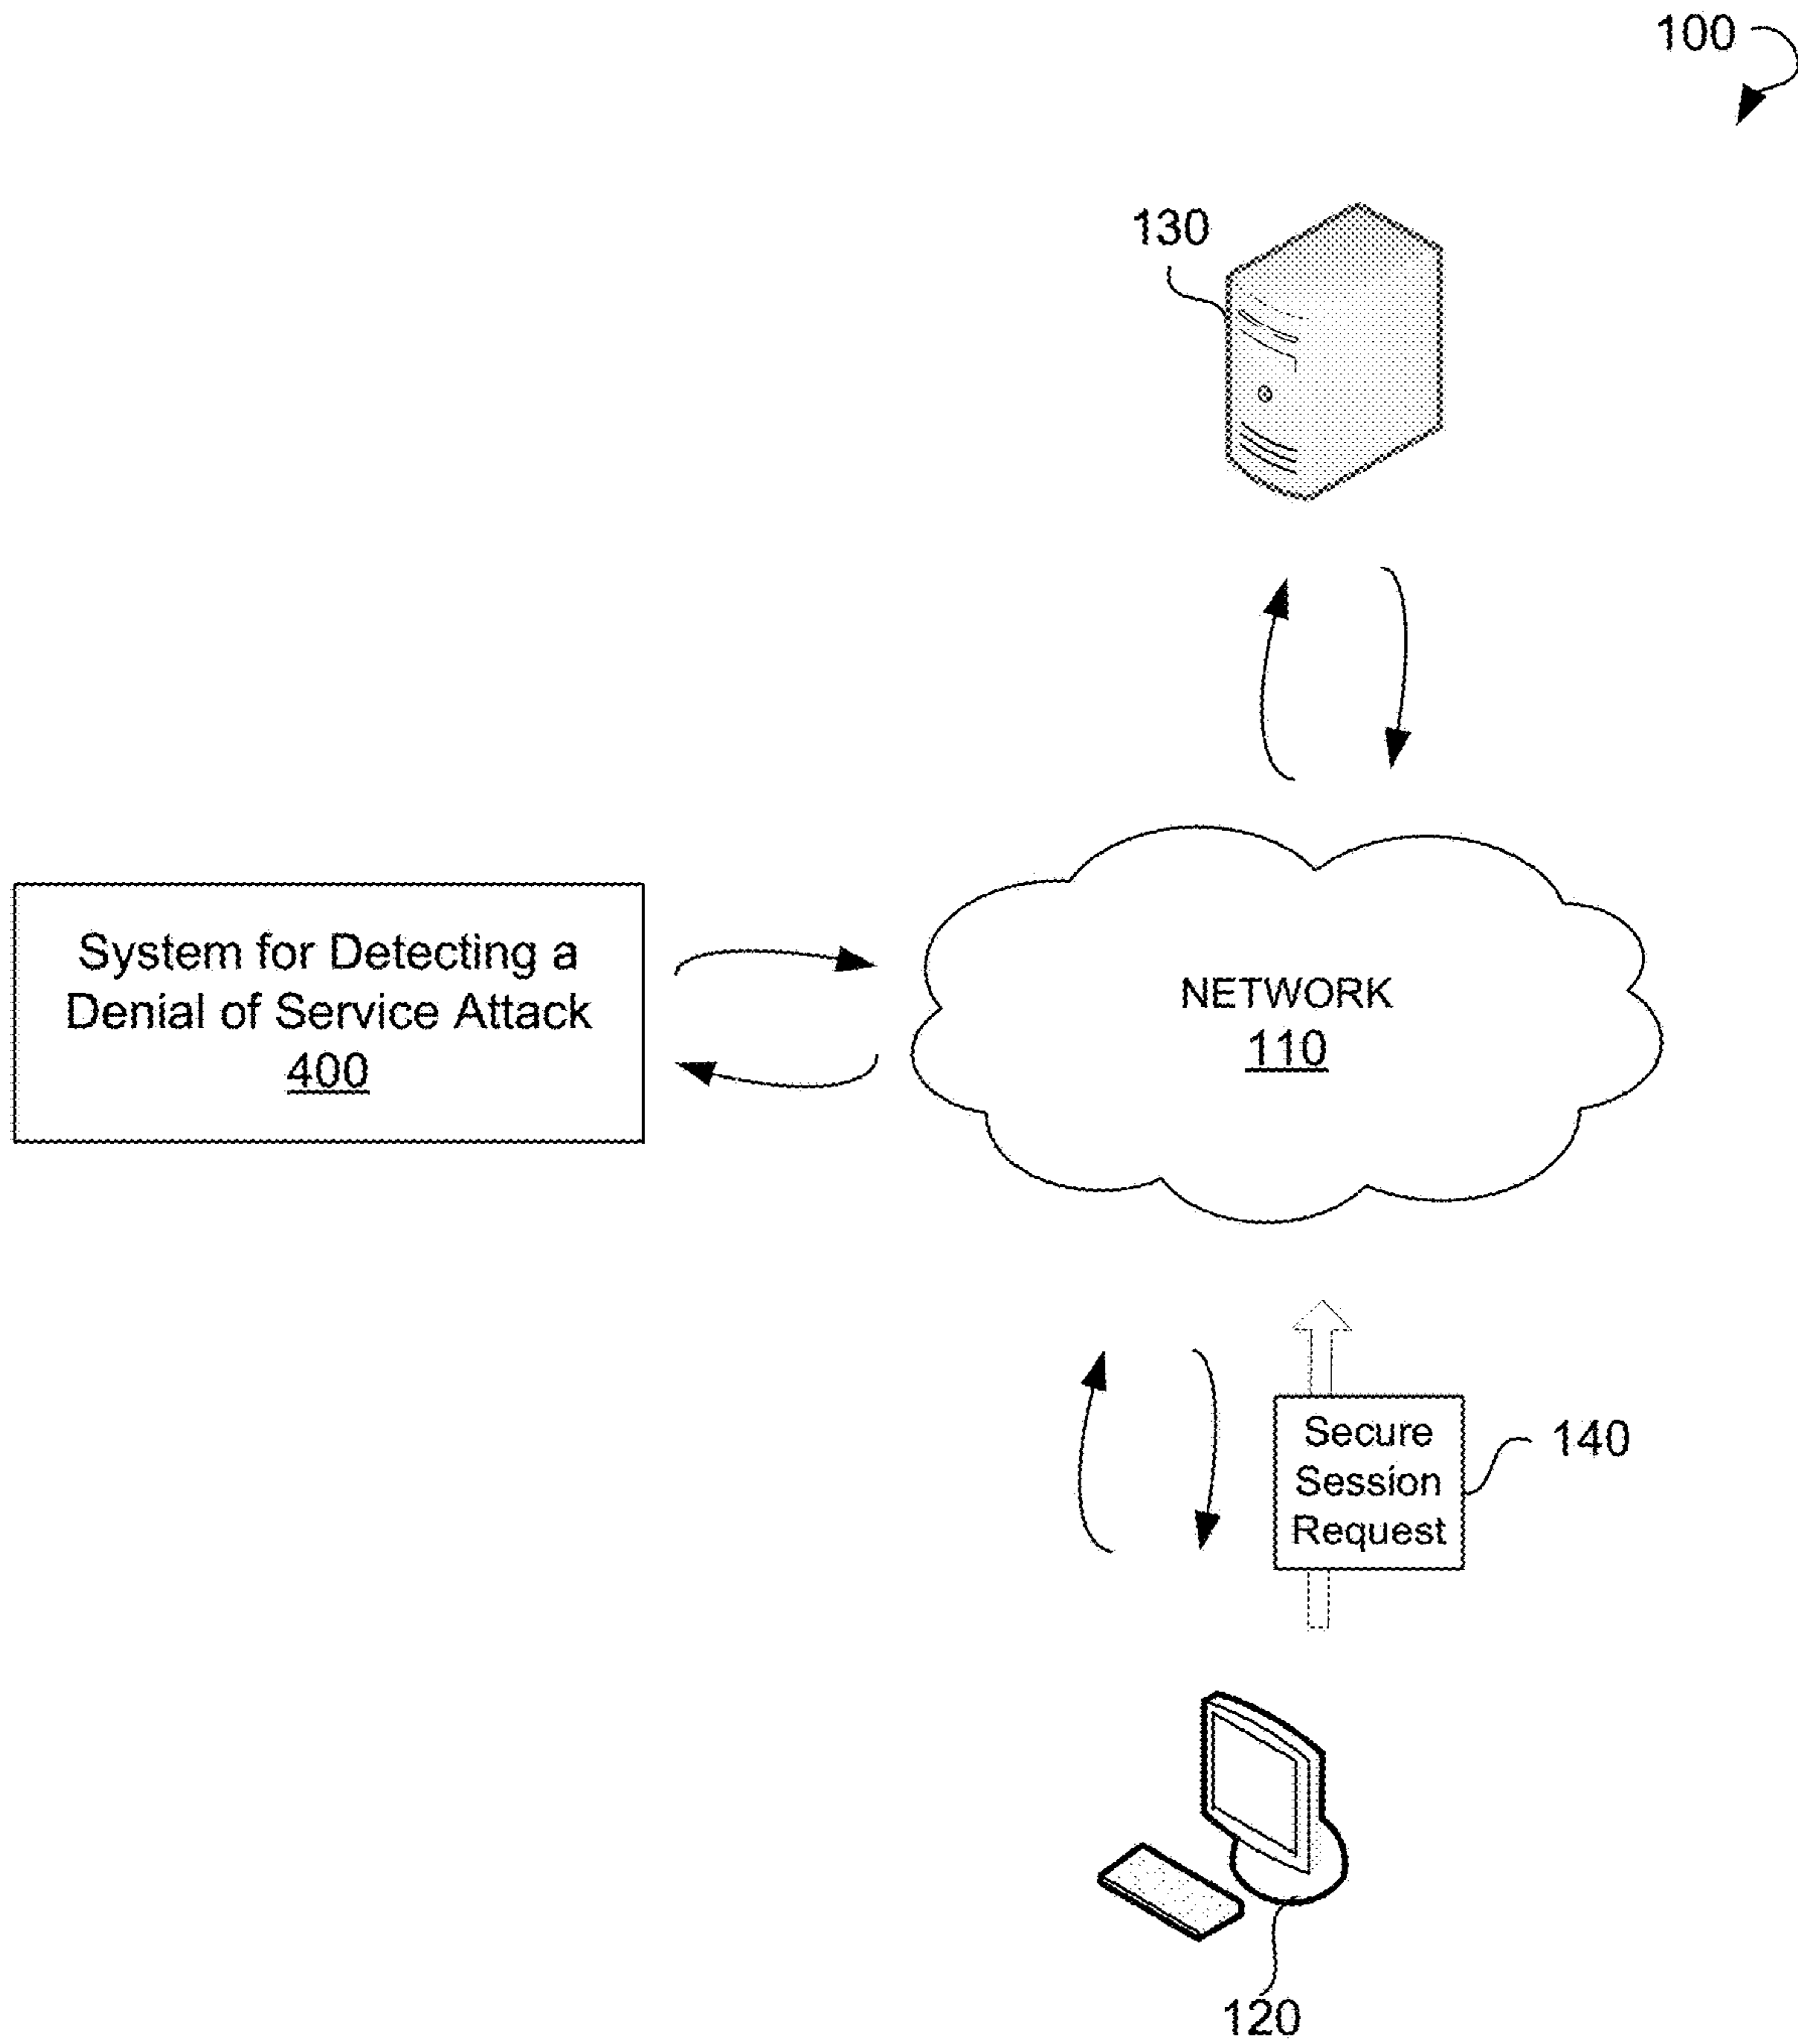 100
130
System for Detecting a
Denial of Service Attack
400
NETWORK
110
Secure
Session
Request
140
120